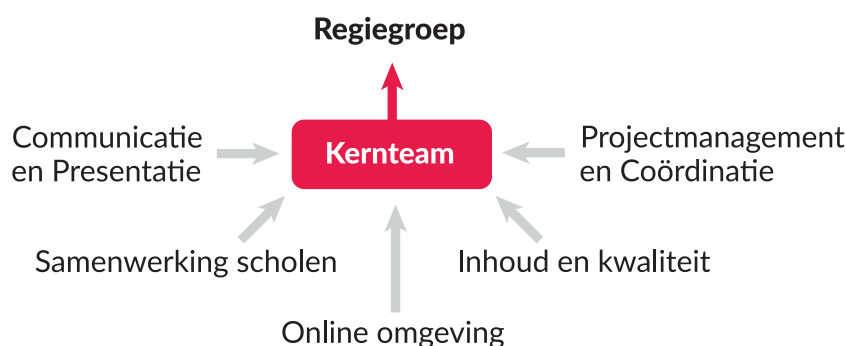 Regiegroep
Communicatie
en Presentatie
Kernteam
Projectmanagement
en Coördinatie
Samenwerking scholen
Inhoud en kwaliteit
Online omgeving